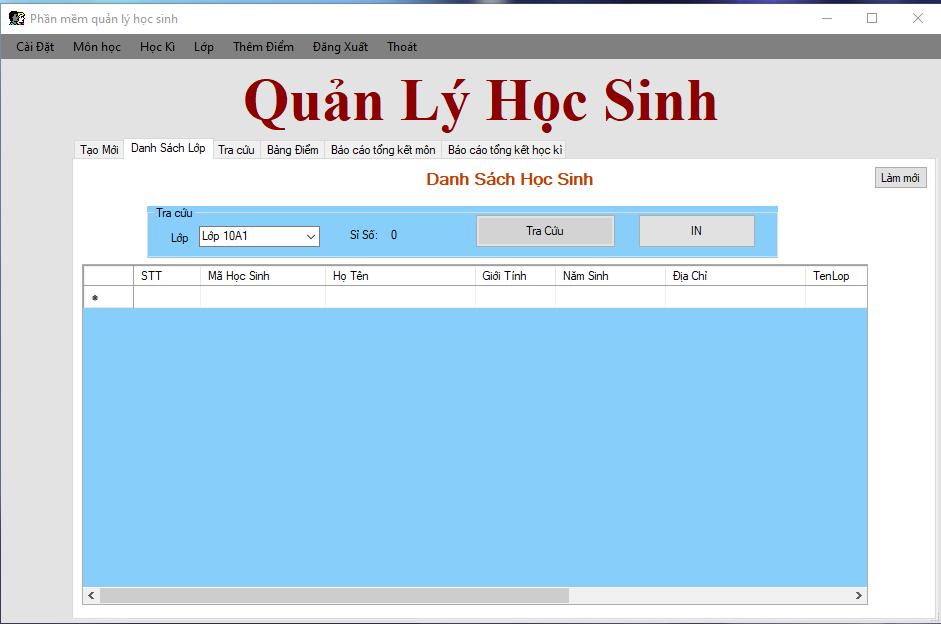 Phần mềm quản lý học sinh
Cài Đặt Môn học Học Kì Lớp Thêm Điểm Đăng Xuất Thoát
Quản Lý Học Sinh
Tạo Mới Danh Sách Lớp Tra cứu Bảng Điểm Báo cáo tổng kết môn Báo cáo tổng kết học kì
Danh Sách Học Sinh Làm mới
Tra cứu
Lớp Lớp 10A1 Sỉ Số: 0 Tra Cứu IN
STT Mã Học Sinh Họ Tên Giới Tính Năm Sinh Địa Chỉ TenLop